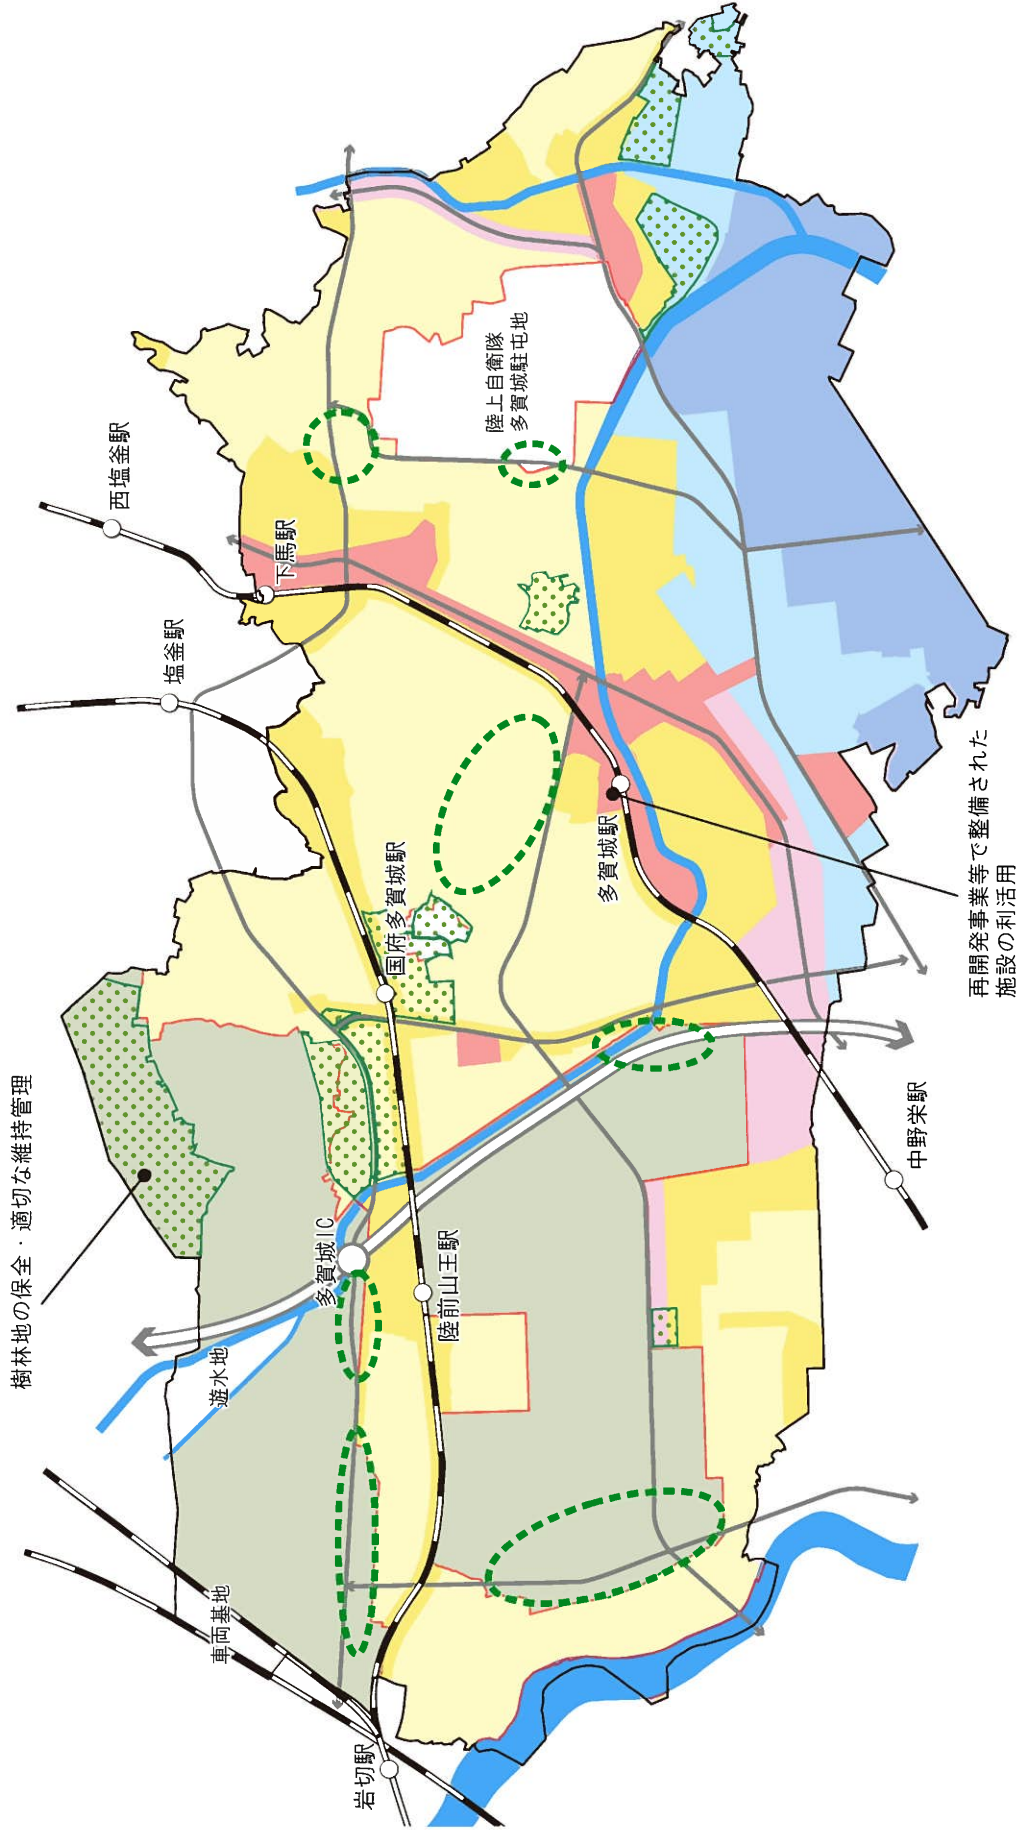 樹林地の保全・適切な維持管理
車両基地
岩切駅
遊水地
多賀城IC
陸前山王駅
国府多賀城駅
塩釜駅
西塩釜駅
下馬駅
陸上自衛隊
多賀城駐屯地
多賀城駅
中野栄駅
再開発事業等で整備された
施設の利活用